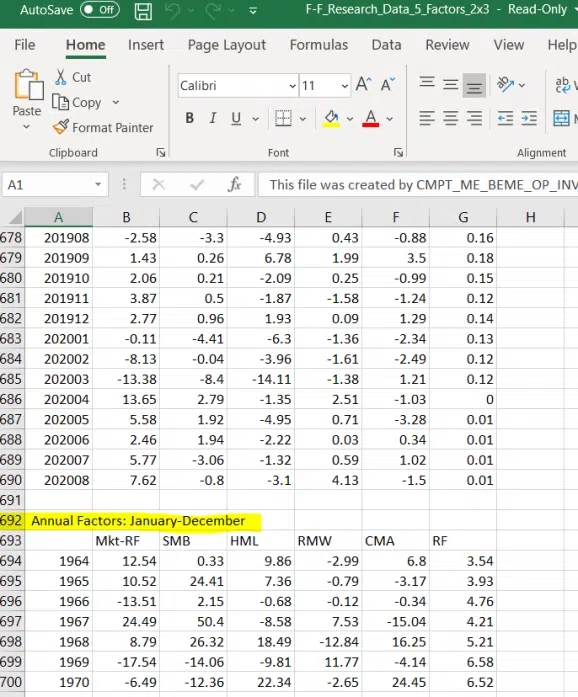 AutoSave Off F-F_Research_Data_5_Factors_2x3 - Read-Only
File Home Insert Page Layout Formulas Data Review View Help
Paste Cut
Copy
Format Painter
Calibri 11 A A
B I U A ab
Clipboard Font Alignment
A1 fx This file was created by CMPT_ME_BEME_OP_INV
A B C D E F G H
678 201908 -2.58 -3.3 -4.93 0.43 -0.88 0.16
679 201909 1.43 0.26 6.78 1.99 3.5 0.18
680 201910 2.06 0.21 -2.09 0.25 -0.99 0.15
681 201911 3.87 0.5 -1.87 -1.58 -1.24 0.12
682 201912 2.77 0.96 1.93 0.09 1.29 0.14
683 202001 -0.11 -4.41 -6.3 -1.36 -2.34 0.13
684 202002 -8.13 -0.04 -3.96 -1.61 -2.49 0.12
685 202003 -13.38 -8.4 -14.11 -1.38 1.21 0.12
686 202004 13.65 2.79 -1.35 2.51 -1.03 0
687 202005 5.58 1.92 -4.95 0.71 -3.28 0.01
688 202006 2.46 1.94 -2.22 0.03 0.34 0.01
689 202007 5.77 -3.06 -1.32 0.59 1.02 0.01
690 202008 7.62 -0.8 -3.1 4.13 -1.5 0.01
691
692 Annual Factors: January-December
693 Mkt-RF SMB HML RMW CMA RF
694 1964 12.54 0.33 9.86 -2.99 6.8 3.54
695 1965 10.52 24.41 7.36 -0.79 -3.17 3.93
696 1966 -13.51 2.15 -0.68 -0.12 -0.34 4.76
697 1967 24.49 50.4 -8.58 7.53 -15.04 4.21
698 1968 8.79 26.32 18.49 -12.84 16.25 5.21
699 1969 -17.54 -14.06 -9.81 11.77 -4.14 6.58
700 1970 -6.49 -12.36 22.34 -2.65 24.45 6.52